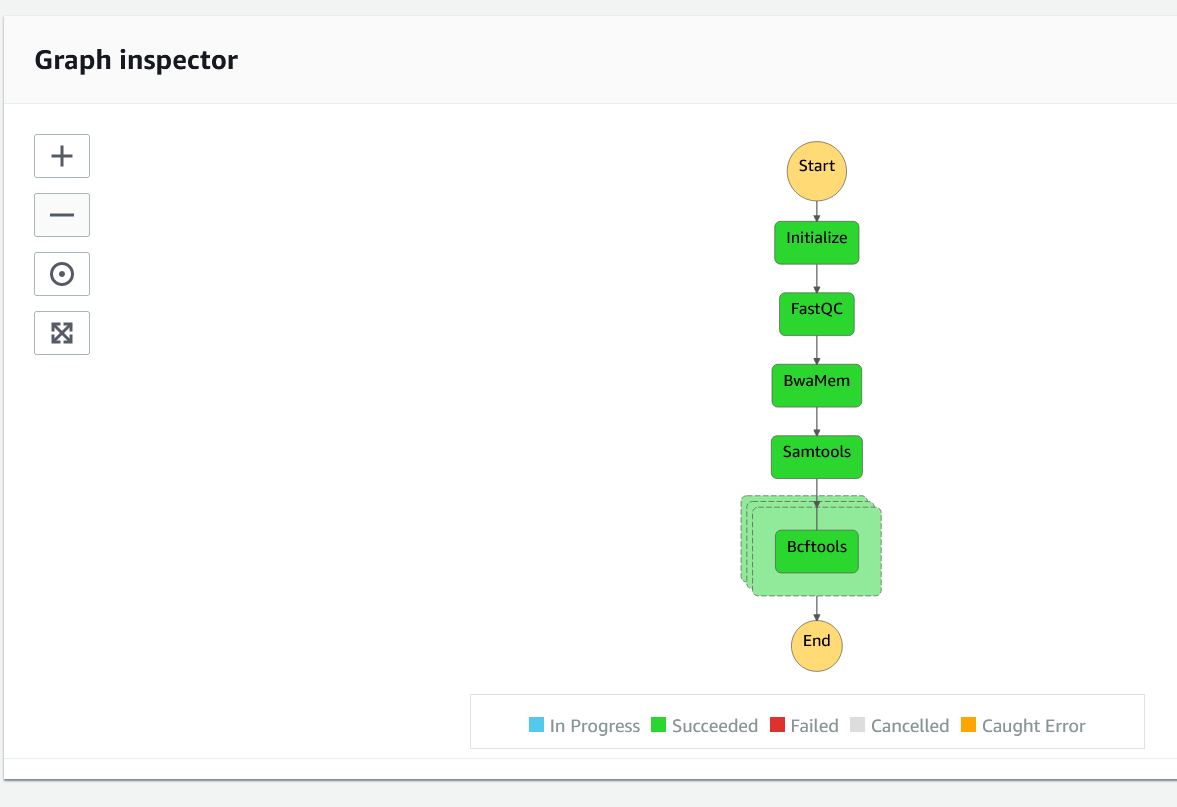 Graph inspector
Start
Initialize
FastQC
BwaMem
Samtools
Bcftools
End
In Progress Succeeded Failed Cancelled Caught Error